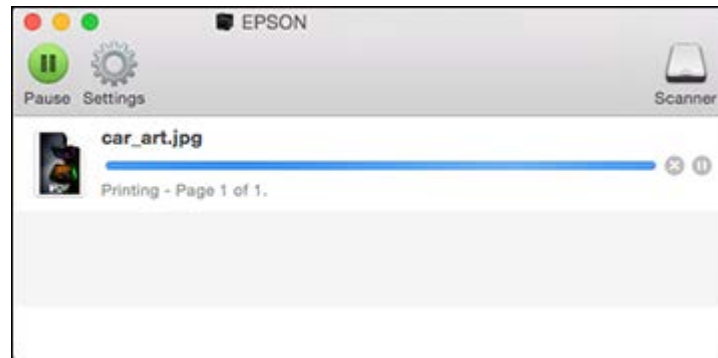 EPSON
Pause Settings Scanner
car_art.jpg
Printing - Page 1 of 1.